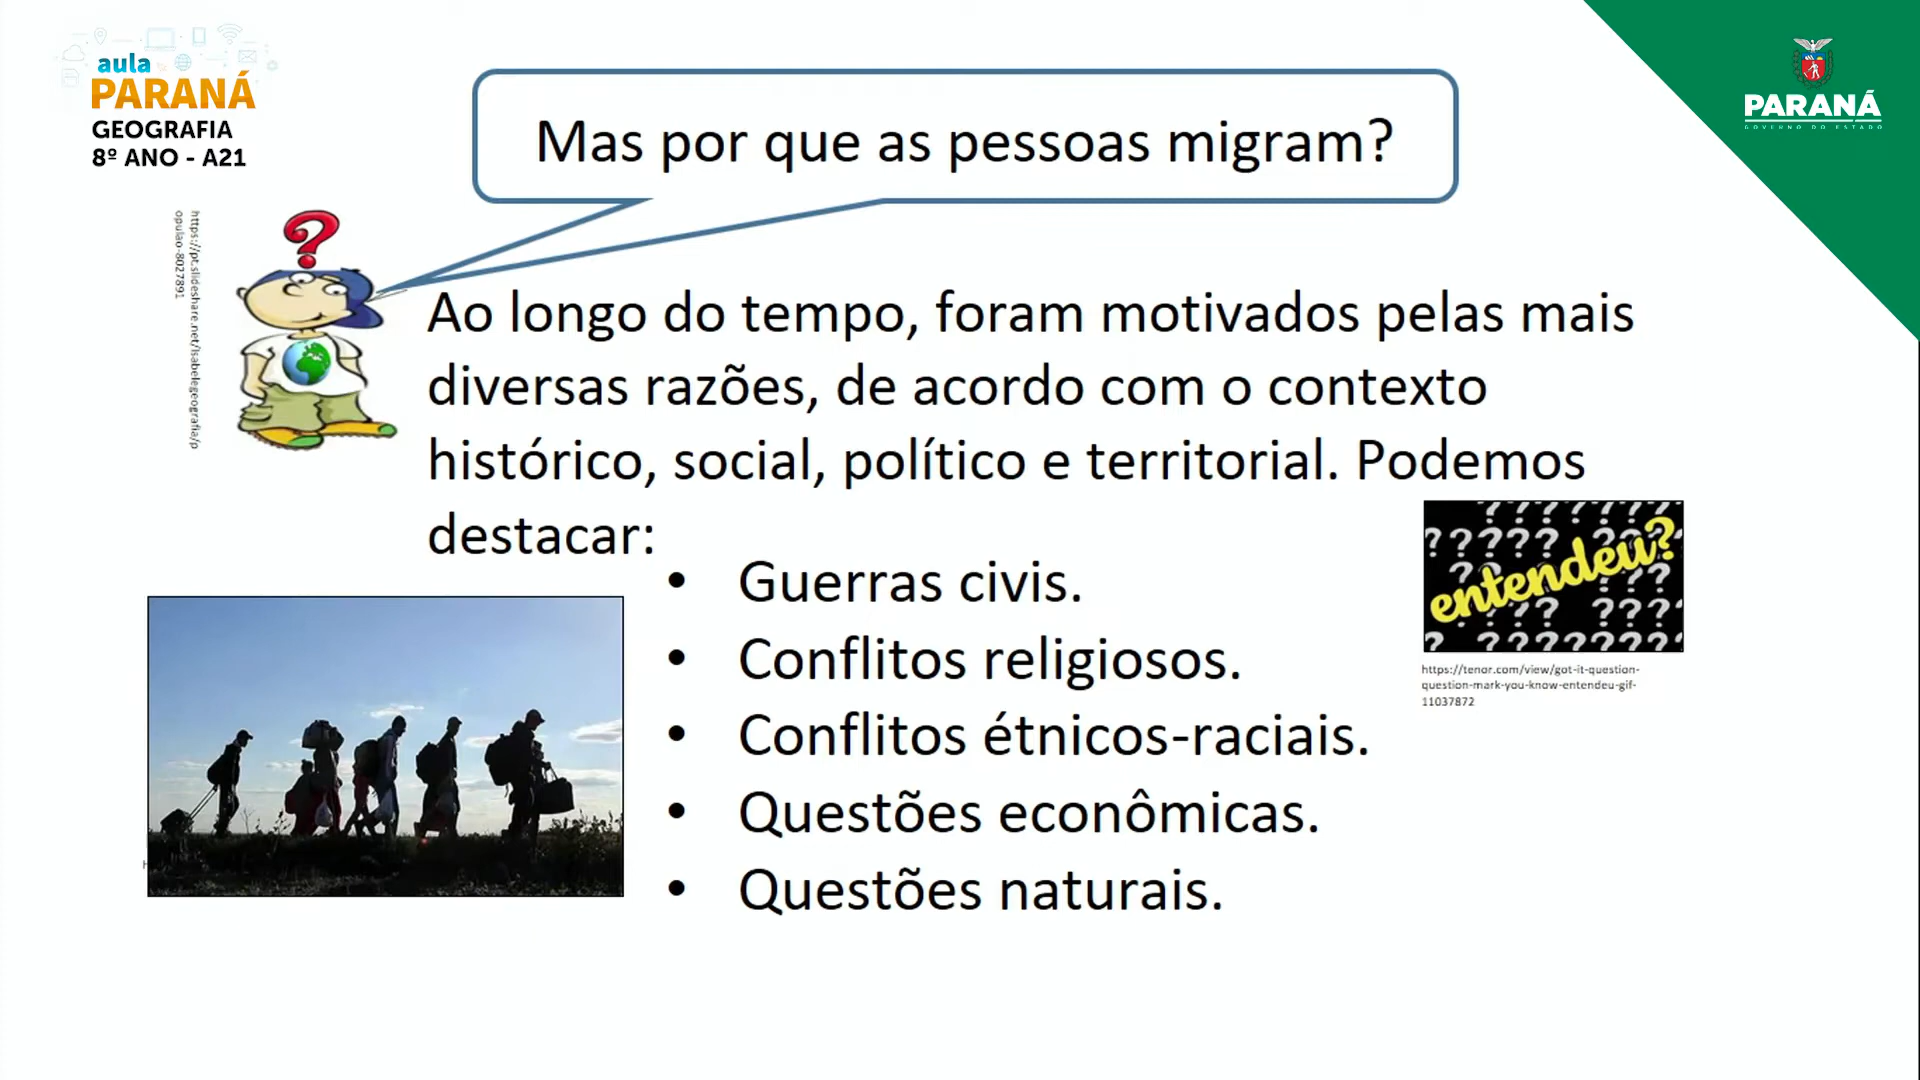 aula
PARANÁ
GEOGRAFIA
8º ANO - A21
PARANÁ
GOVERNO DO ESTADO
Mas por que as pessoas migram?
https://pt.slideshare.net/Isabelegeografia/p
opulao-8027891
?
Ao longo do tempo, foram motivados pelas mais
diversas razões, de acordo com o contexto
histórico, social, político e territorial. Podemos
destacar:
• Guerras civis.
• Conflitos religiosos.
• Conflitos étnicos-raciais.
• Questões econômicas.
• Questões naturais.
entendeu?
https://tenor.com/view/got-it-question-
question-mark-you-know-entendeu-gif-
11037872